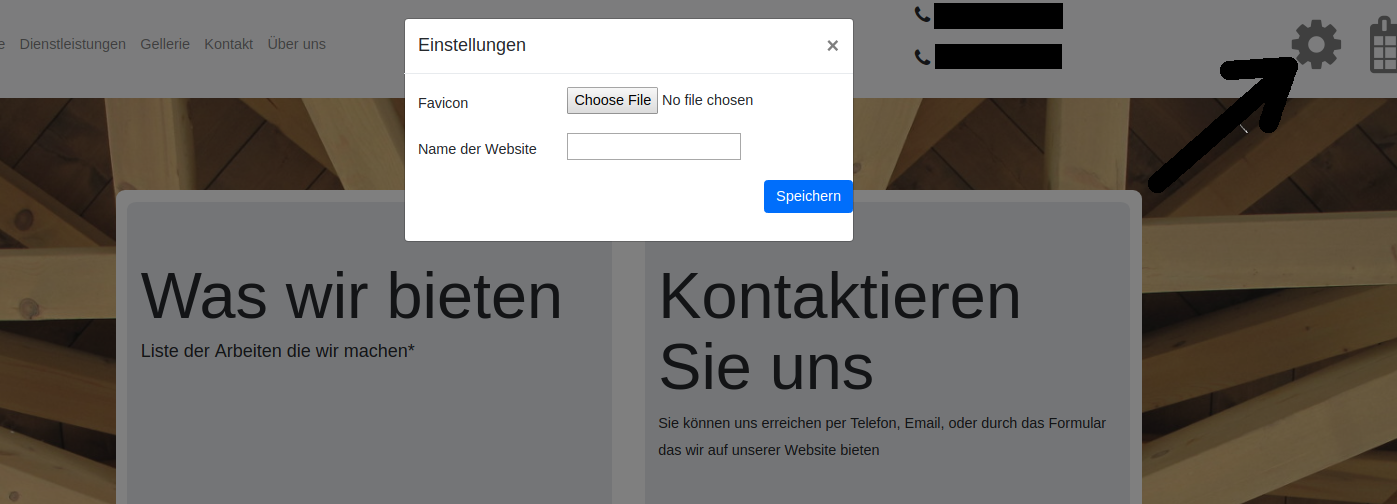 e Dienstleistungen Gellerie Kontakt Über uns
Einstellungen ×
Favicon Choose File No file chosen
Name der Website
Speichern
Was wir bieten
Liste der Arbeiten die wir machen*
Kontaktieren
Sie uns
Sie können uns erreichen per Telefon, Email, oder durch das Formular
das wir auf unserer Website bieten